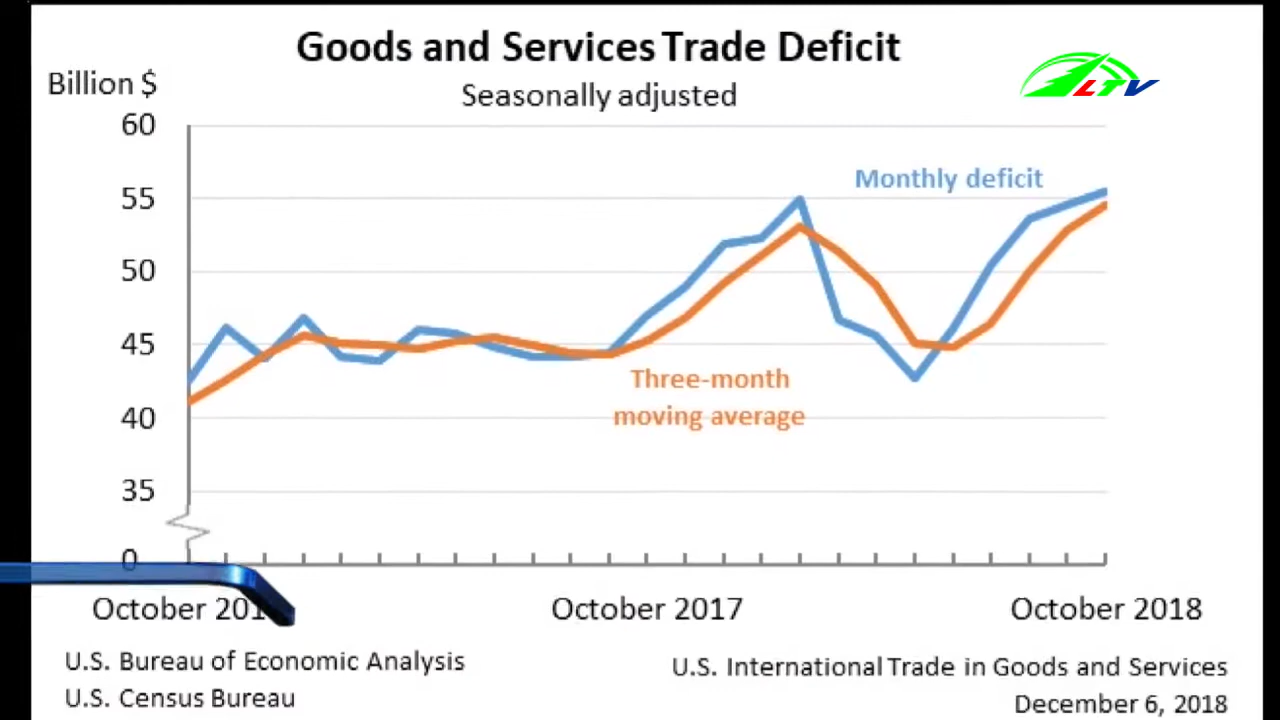 Goods and Services Trade Deficit
Billion $
Seasonally adjusted
LTV
60
55
50
45
40
35
0
Monthly deficit
Three-month
moving average
October 2017
October 2018
October
U.S. Bureau of Economic Analysis
U.S. Census Bureau
U.S. International Trade in Goods and Services
December 6, 2018